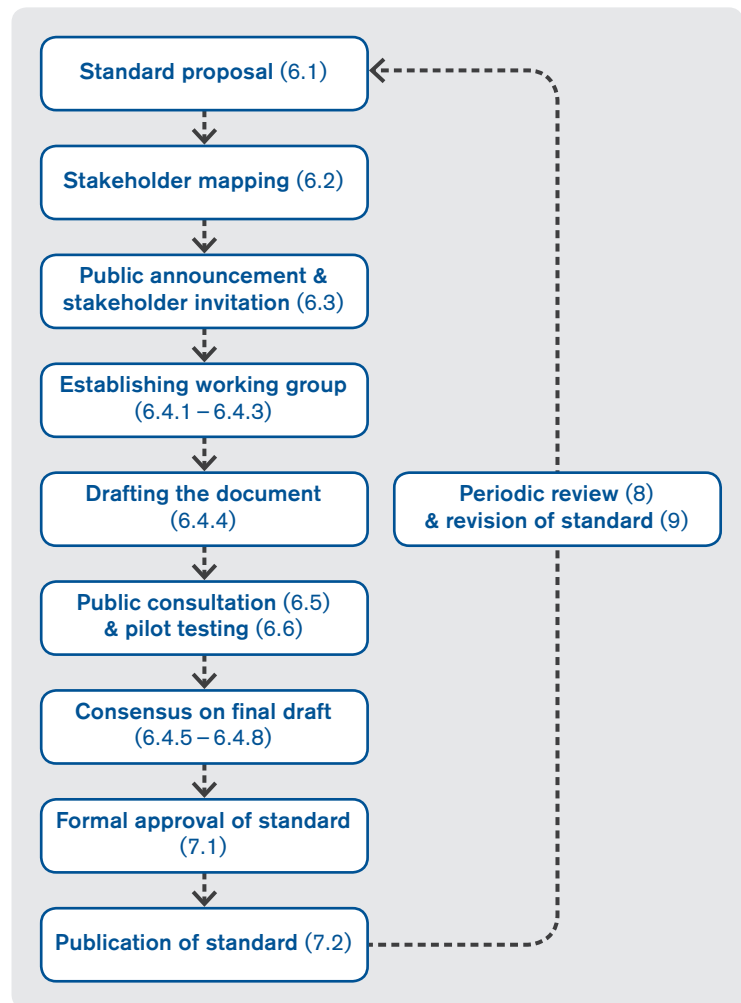 Standard proposal (6.1)
Stakeholder mapping (6.2)
Public announcement &
stakeholder invitation (6.3)
Establishing working group
(6.4.1 – 6.4.3)
Drafting the document
(6.4.4)
Periodic review (8)
& revision of standard (9)
Public consultation (6.5)
& pilot testing (6.6)
Consensus on final draft
(6.4.5 – 6.4.8)
Formal approval of standard
(7.1)
Publication of standard (7.2)